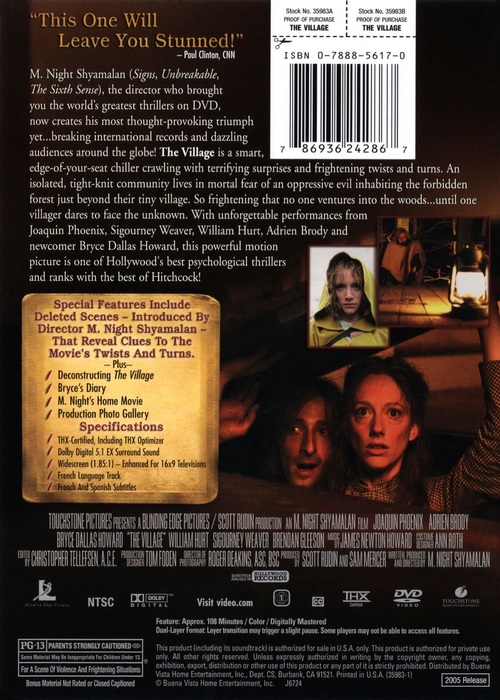 "This One Will
Leave You Stunned!"
– Paul Clinton, CNN
Stock No. 35983A
PROOF OF PURCHASE
THE VILLAGE
Stock No. 35983B
PROOF OF PURCHASE
THE VILLAGE
ISBN 0-7888-5617-0
7 86936 24286 7
M. Night Shyamalan (Signs, Unbreakable,
The Sixth Sense), the director who brought
you the world's greatest thrillers on DVD,
now creates his most thought-provoking triumph
yet...breaking international records and dazzling
audiences around the globe! The Village is a smart,
edge-of-your-seat chiller crawling with terrifying surprises and frightening twists and turns. An
isolated, tight-knit community lives in mortal fear of an oppressive evil inhabiting the forbidden
forest just beyond their tiny village. So frightening that no one ventures into the woods...until one
villager dares to face the unknown. With unforgettable performances from
Joaquin Phoenix, Sigourney Weaver, William Hurt, Adrien Brody and
newcomer Bryce Dallas Howard, this powerful motion
picture is one of Hollywood's best psychological thrillers
and ranks with the best of Hitchcock!
Special Features Include
Deleted Scenes – Introduced By
Director M. Night Shyamalan –
That Reveal Clues To The
Movie's Twists And Turns.
– Plus –
Deconstructing The Village
Bryce's Diary
M. Night's Home Movie
Production Photo Gallery
Specifications
THX-Certified, Including THX Optimizer
Dolby Digital 5.1 EX Surround Sound
Widescreen (1.85:1) – Enhanced For 16x9 Televisions
French Language Track
French And Spanish Subtitles
TOUCHSTONE PICTURES PRESENTS A BLINDING EDGE PICTURES / SCOTT RUDIN PRODUCTION AN M. NIGHT SHYAMALAN FILM JOAQUIN PHOENIX ADRIEN BRODY
BRYCE DALLAS HOWARD "THE VILLAGE" WILLIAM HURT SIGOURNEY WEAVER BRENDAN GLEESON MUSIC BY JAMES NEWTON HOWARD COSTUME DESIGNER ANN ROTH
EDITED BY CHRISTOPHER TELLEFSEN, A.C.E. PRODUCTION DESIGNER TOM FODEN DIRECTOR OF PHOTOGRAPHY ROGER DEAKINS, ASC, BSC PRODUCED BY SCOTT RUDIN AND SAM MERCER WRITTEN, PRODUCED AND DIRECTED BY M. NIGHT SHYAMALAN
SOUNDTRACK AVAILABLE ON HOLLYWOOD RECORDS
NTSC
DOLBY DIGITAL
Visit video.com
CC
THX
DVD VIDEO
TOUCHSTONE
Feature: Approx. 108 Minutes / Color / Digitally Mastered
Dual-Layer Format: Layer transition may trigger a slight pause. Some players may not be able to access all features.
PG-13 PARENTS STRONGLY CAUTIONED
Some Material May Be Inappropriate For Children Under 13
For A Scene Of Violence And Frightening Situations
Bonus Material Not Rated or Closed Captioned
This product (including its soundtrack) is authorized for sale in U.S.A. only. This product authorized for private use
only. All other rights reserved. Unless expressly authorized in writing by the copyright owner, any copying,
exhibition, export, distribution or other use of this product or any part of it is strictly prohibited. Distributed by Buena
Vista Home Entertainment, Inc., Dept. CS, Burbank, CA 91521. Printed in U.S.A. (35983-1)
© Buena Vista Home Entertainment, Inc. J6724
2005 Release